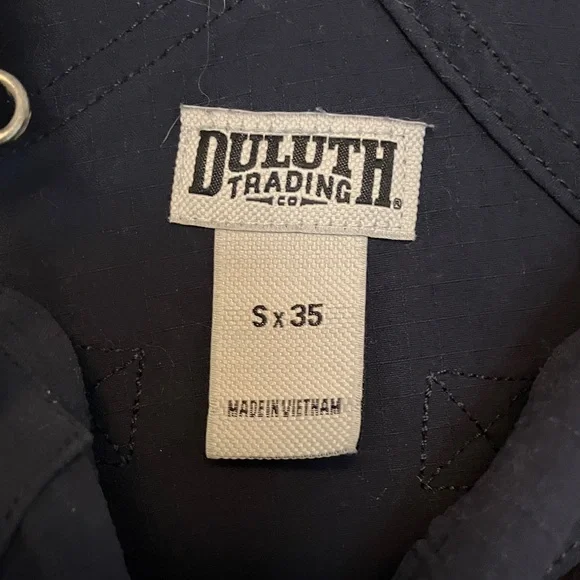 DULUTH
TRADING
CO ®
S x 35
MADE IN VIETNAM